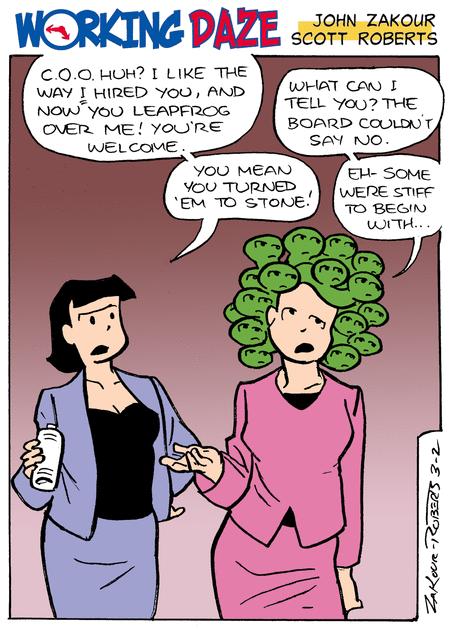 WORKING DAZE
JOHN ZAKOUR
SCOTT ROBERTS
C.O.O. HUH? I LIKE THE
WAY I HIRED YOU, AND
NOW YOU LEAPFROG
OVER ME! YOU'RE
WELCOME.
WHAT CAN I
TELL YOU? THE
BOARD COULDN'T
SAY NO.
YOU MEAN
YOU TURNED
'EM TO STONE!
EH- SOME
WERE STIFF
TO BEGIN
WITH...
ZAKOUR-ROBERTS 3-2